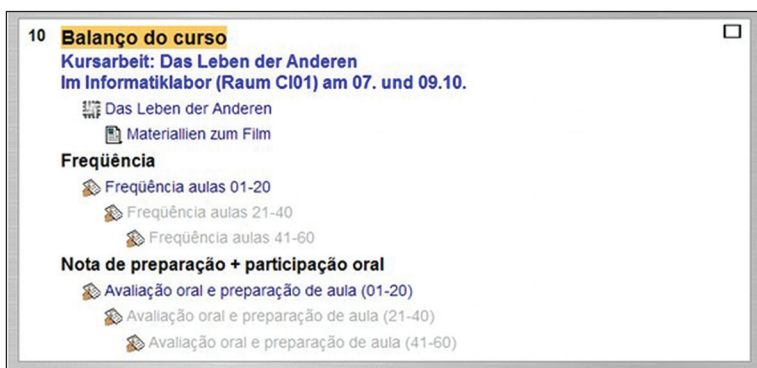 10 Balanço do curso
Kursarbeit: Das Leben der Anderen
Im Informatiklabor (Raum CI01) am 07. und 09.10.
Das Leben der Anderen
Materiallien zum Film
Freqüência
Freqüência aulas 01-20
Freqüência aulas 21-40
Freqüência aulas 41-60
Nota de preparação + participação oral
Avaliação oral e preparação de aula (01-20)
Avaliação oral e preparação de aula (21-40)
Avaliação oral e preparação de aula (41-60)